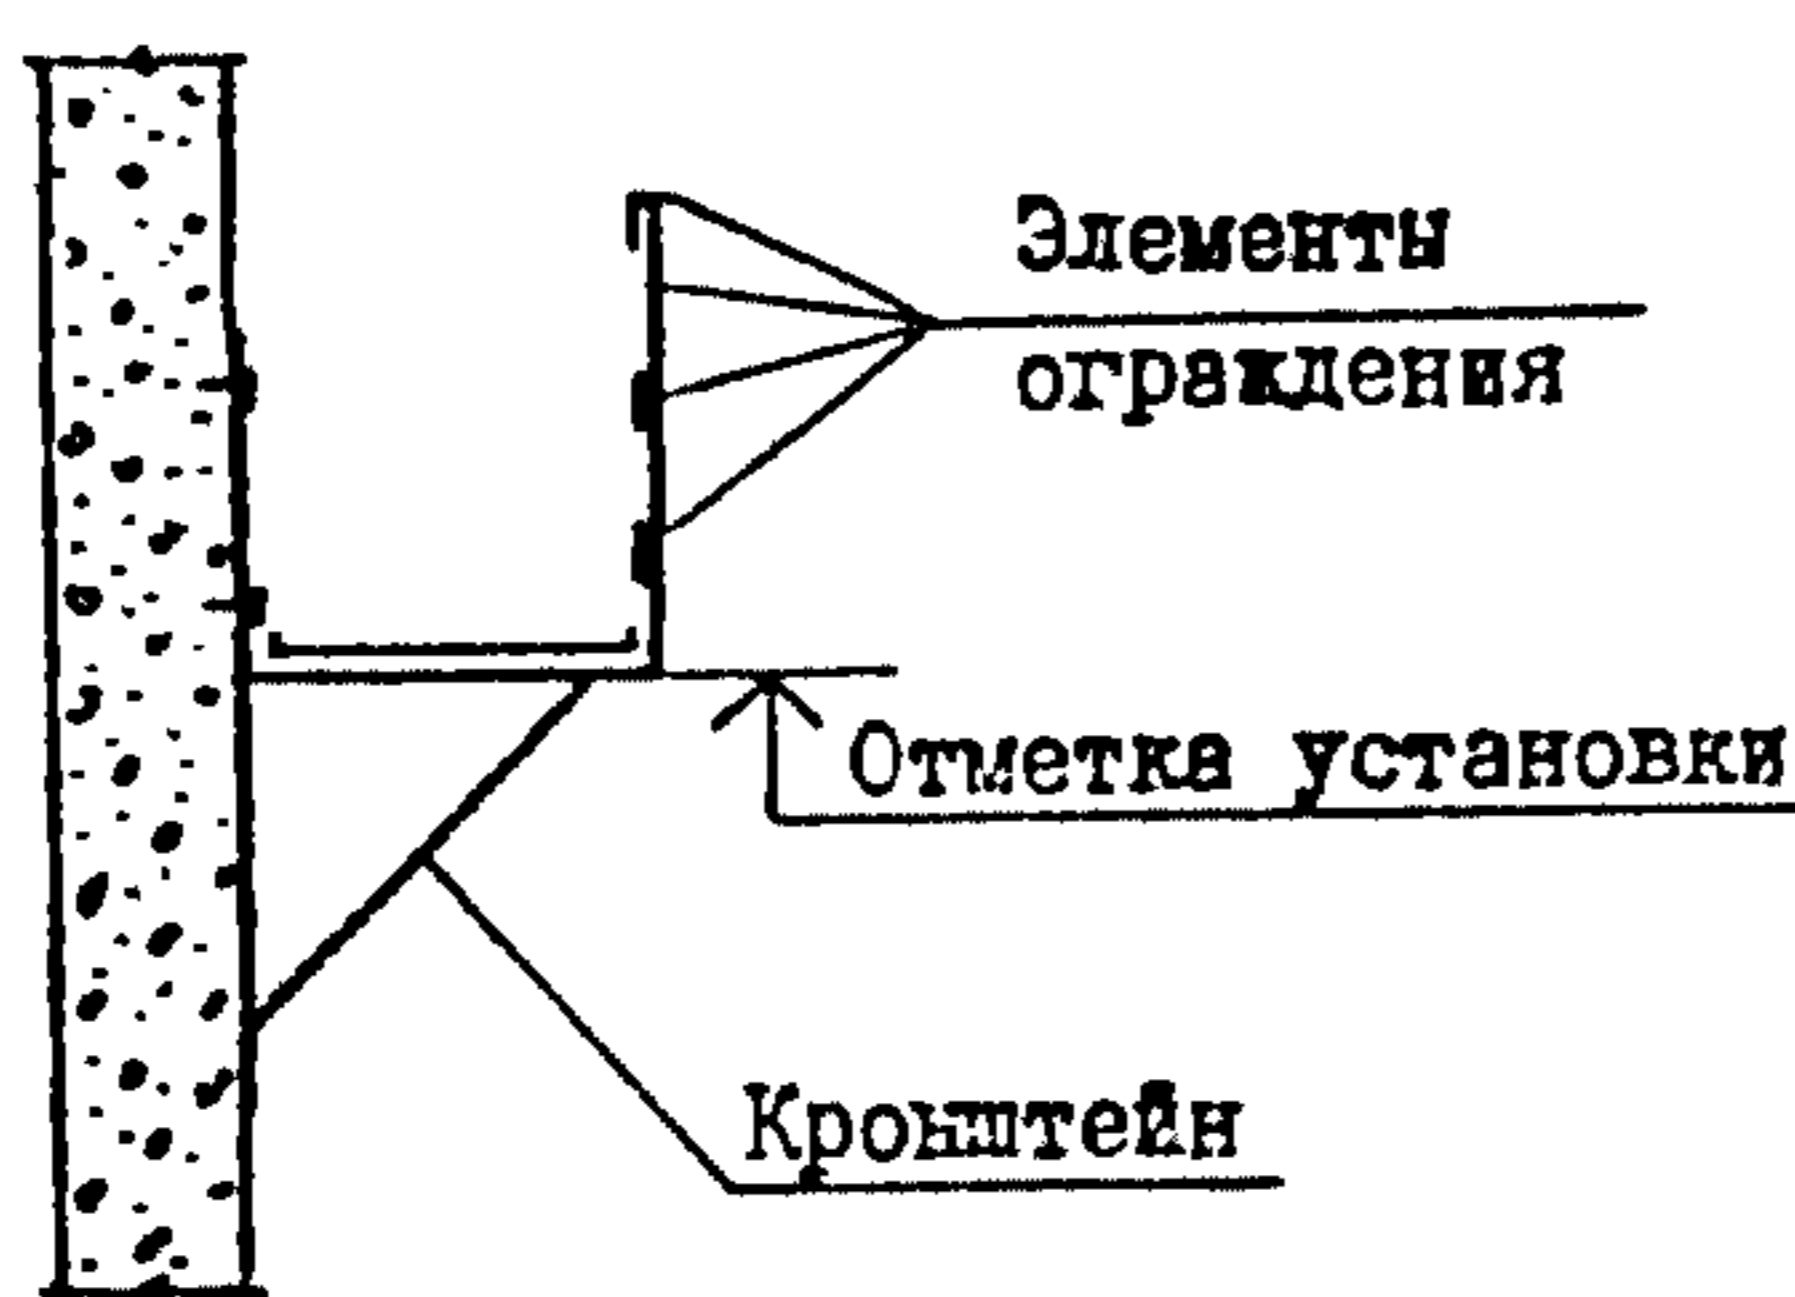 Элементы
ограждения
Отметка установки
Кронштейн